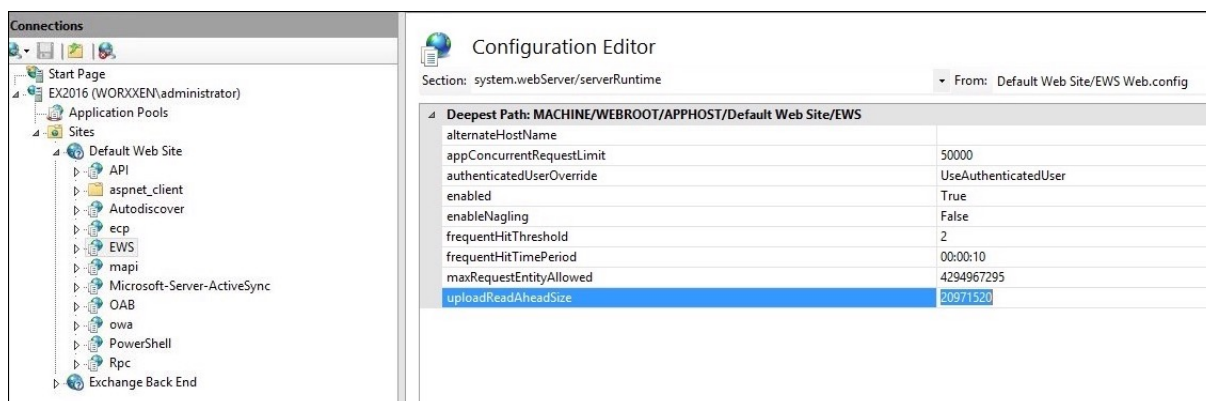 Connections
Start Page
EX2016 (WORXXEN\administrator)
Application Pools
Sites
Default Web Site
API
aspnet_client
Autodiscover
ecp
EWS
mapi
Microsoft-Server-ActiveSync
OAB
owa
PowerShell
Rpc
Exchange Back End
Configuration Editor
Section: system.webServer/serverRuntime From: Default Web Site/EWS Web.config
Deepest Path: MACHINE/WEBROOT/APPHOST/Default Web Site/EWS
alternateHostName
appConcurrentRequestLimit 50000
authenticatedUserOverride UseAuthenticatedUser
enabled True
enableNagling False
frequentHitThreshold 2
frequentHitTimePeriod 00:00:10
maxRequestEntityAllowed 4294967295
uploadReadAheadSize 20971520